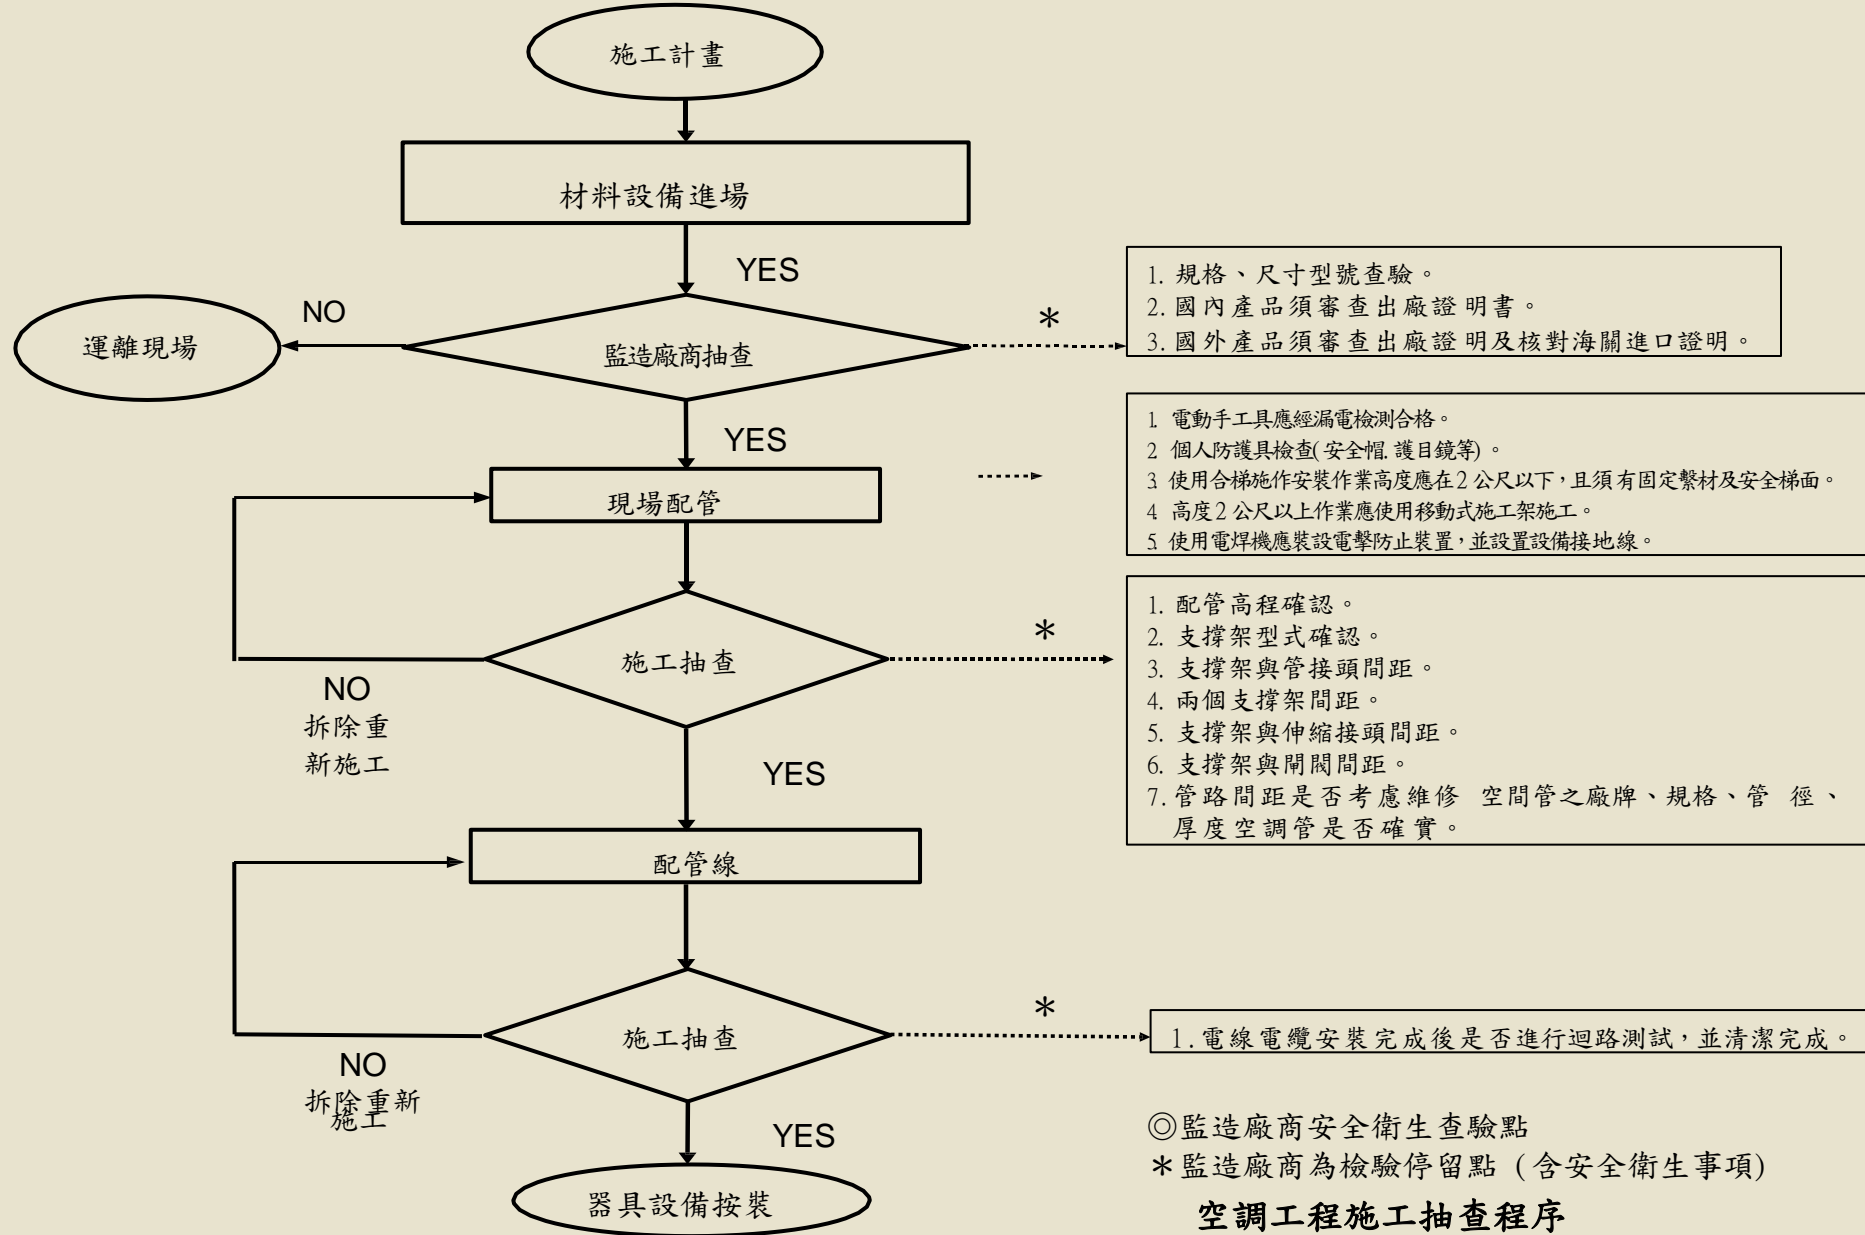 施工計畫
材料設備進場
YES
1. 規格、尺寸型號查驗。
2. 國內產品須審查出廠證明書。
3. 國外產品須審查出廠證明及核對海關進口證明。
NO
*
運離現場
監造廠商抽查
YES
1. 電動手工具應經漏電檢測合格。
2 個人防護具檢查(安全帽.護目鏡等)。
3. 使用合梯施作安裝作業高度應在2公尺以下,且須有固定繫材及安全梯面。
4 高度2公尺以上作業應使用移動式施工架施工。
5. 使用電焊機應裝設電擊防止裝置,並設置設備接地線。
現場配管
1. 配管高程確認。
2. 支撐架型式確認。
3. 支撐架與管接頭間距。
4. 兩個支撐架間距。
5. 支撐架與伸縮接頭間距。
6. 支撐架與閘閥間距。
7. 管路間距是否考慮維修 空間管之廠牌、規格、管 徑、
厚度空調管是否確實。
*
施工抽查
NO
拆除重
新施工
YES
配管線
*
施工抽查
1.電線電纜安裝完成後是否進行迴路測試,並清潔完成。
NO
拆除重新
施工
YES
器具設備按裝
◎監造廠商安全衛生查驗點
*監造廠商為檢驗停留點 (含安全衛生事項)
空調工程施工抽查程序